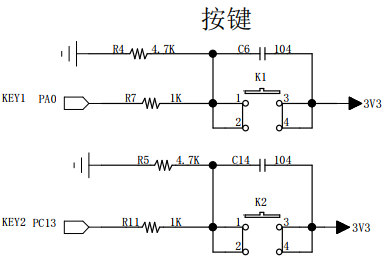 按键
R4 4.7K C6 104
K1
KEY1 PA0 R7 1K 1 3 3V3
2 4
R5 4.7K C14 104
K2
KEY2 PC13 R11 1K 1 3 3V3
2 4